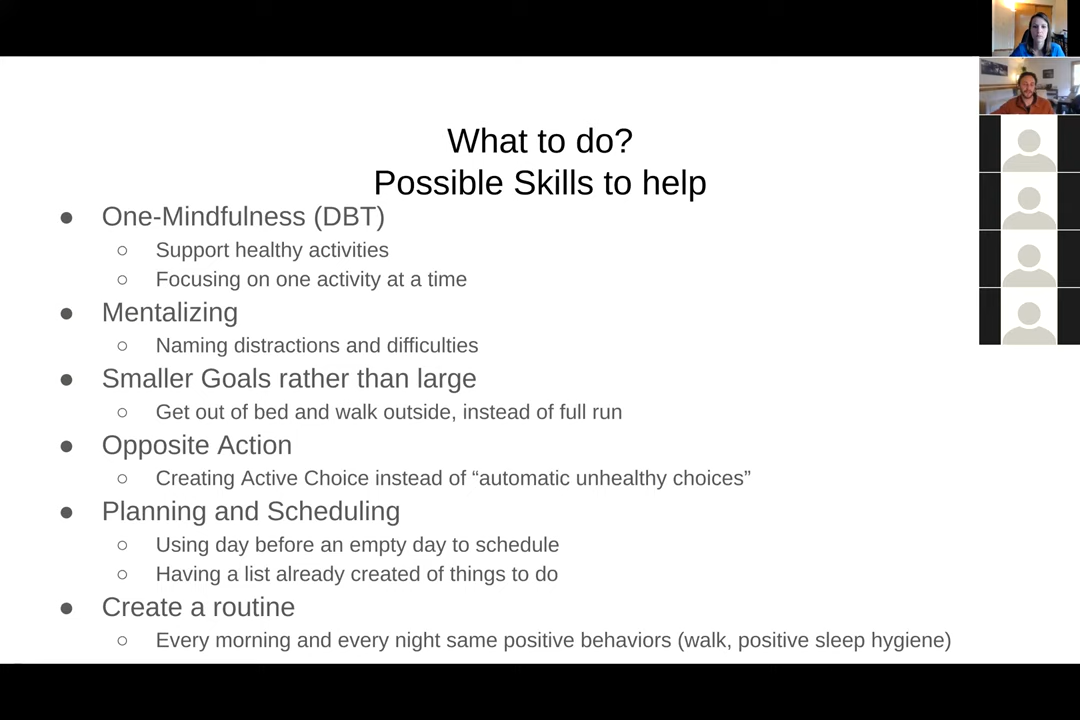 What to do?
Possible Skills to help
● One-Mindfulness (DBT)
○ Support healthy activities
○ Focusing on one activity at a time
● Mentalizing
○ Naming distractions and difficulties
● Smaller Goals rather than large
○ Get out of bed and walk outside, instead of full run
● Opposite Action
○ Creating Active Choice instead of “automatic unhealthy choices”
● Planning and Scheduling
○ Using day before an empty day to schedule
○ Having a list already created of things to do
● Create a routine
○ Every morning and every night same positive behaviors (walk, positive sleep hygiene)